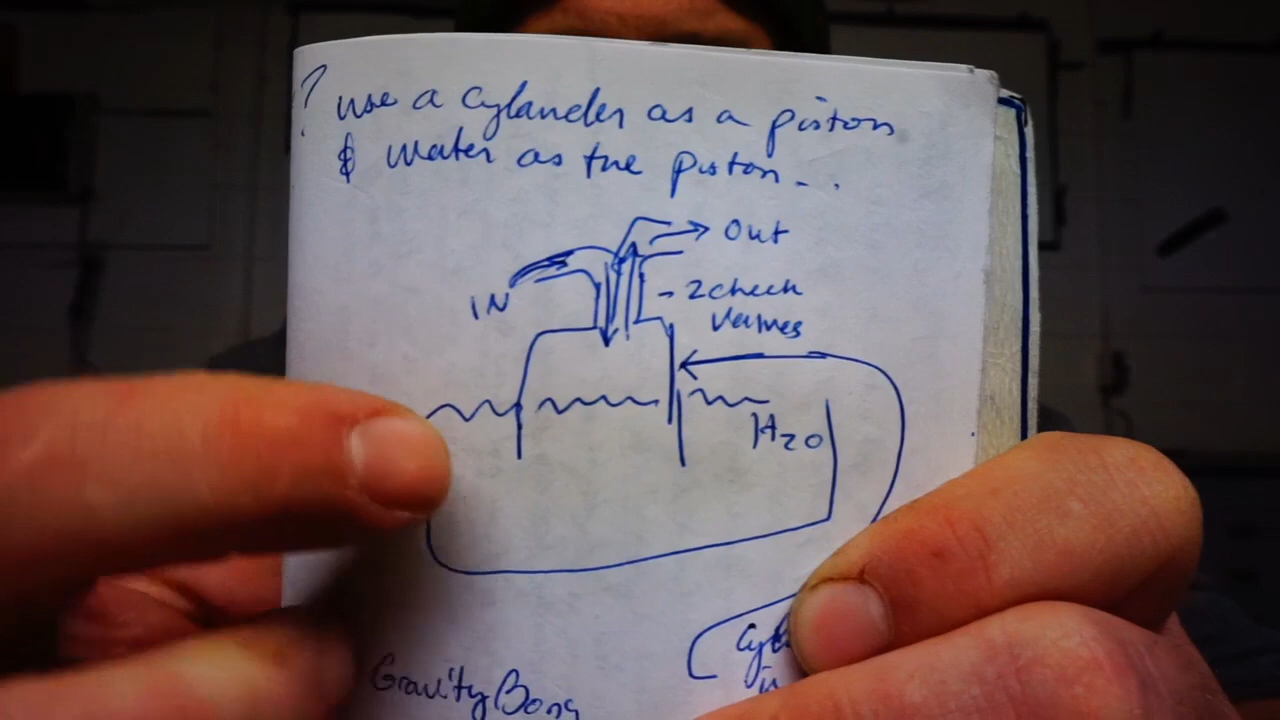 ? use a cylander as a piston
& water as the piston...
Out
IN
- 2 check
valves
H2O
Gravity Bong